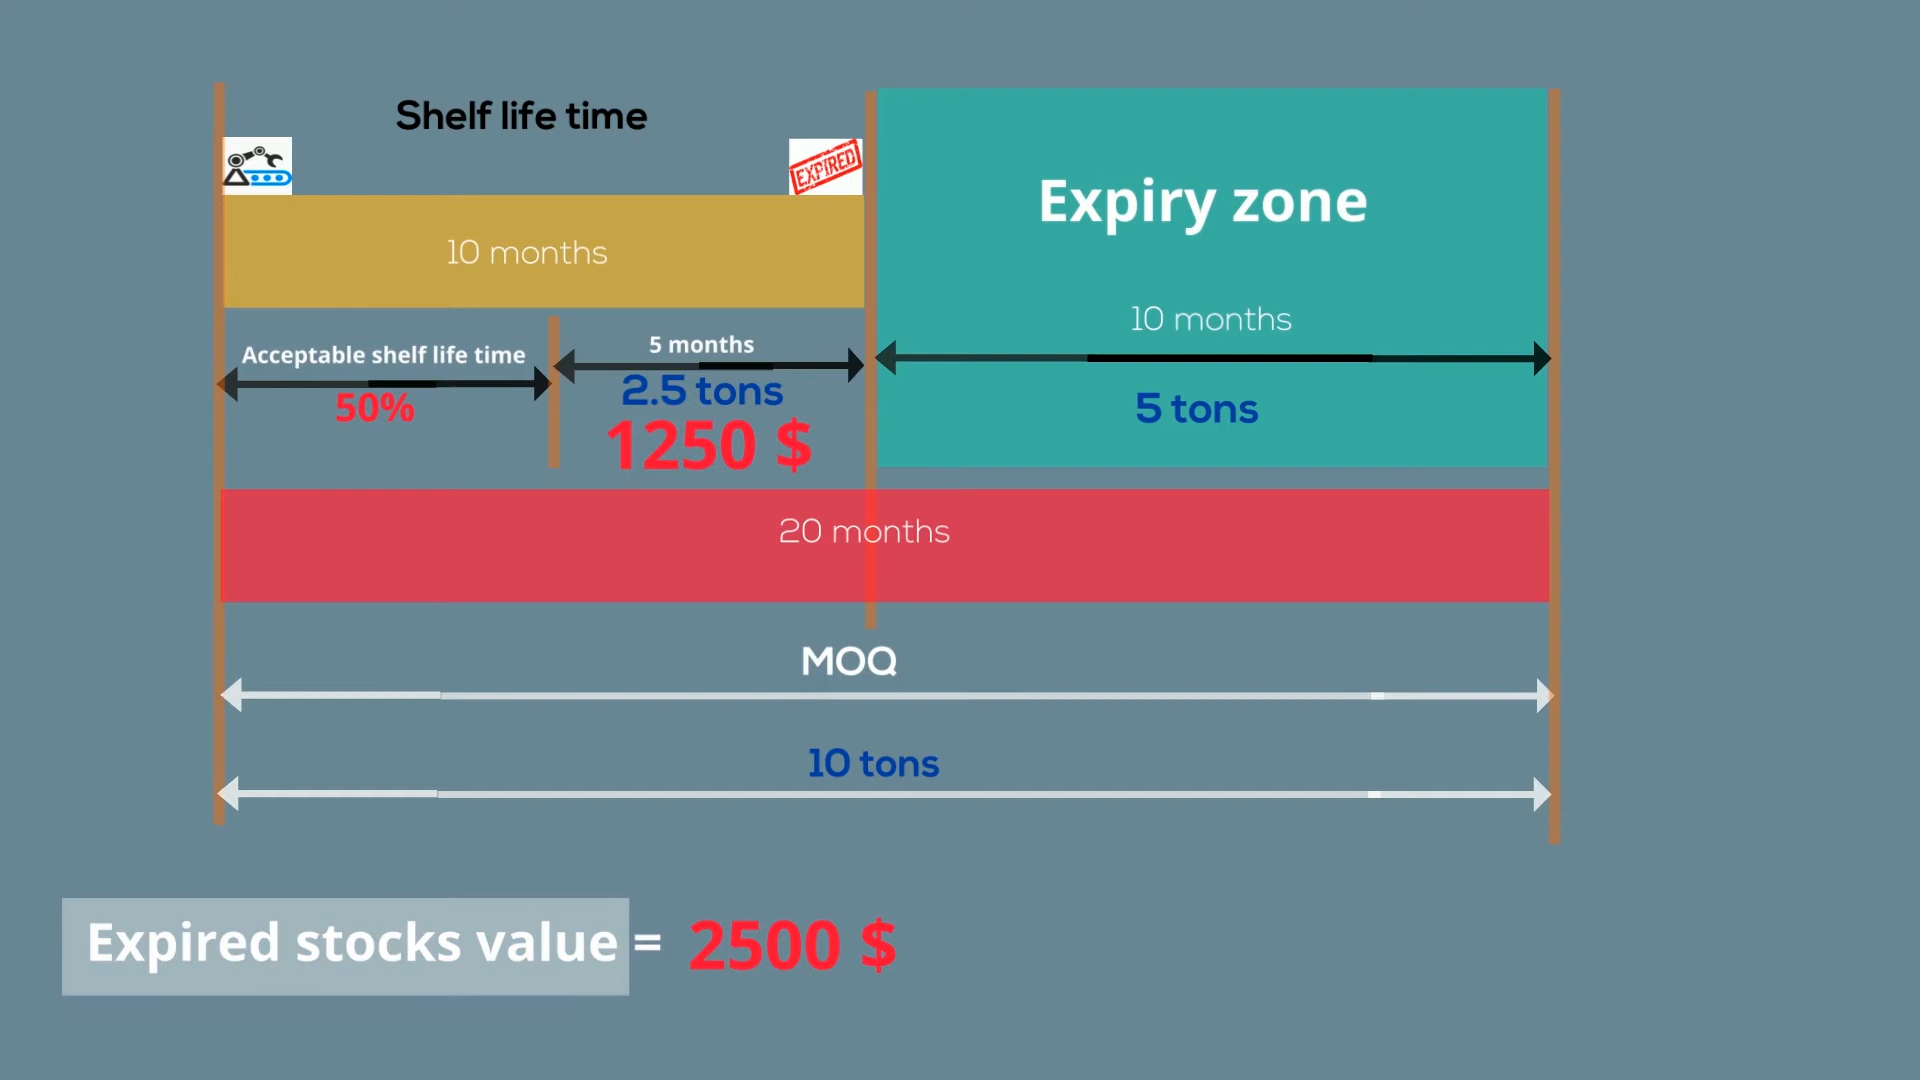 Shelf life time
EXPIRED
Expiry zone
10 months
10 months
Acceptable shelf life time
5 months
50%
2.5 tons
5 tons
1250 $
20 months
MOQ
10 tons
Expired stocks value = 2500 $